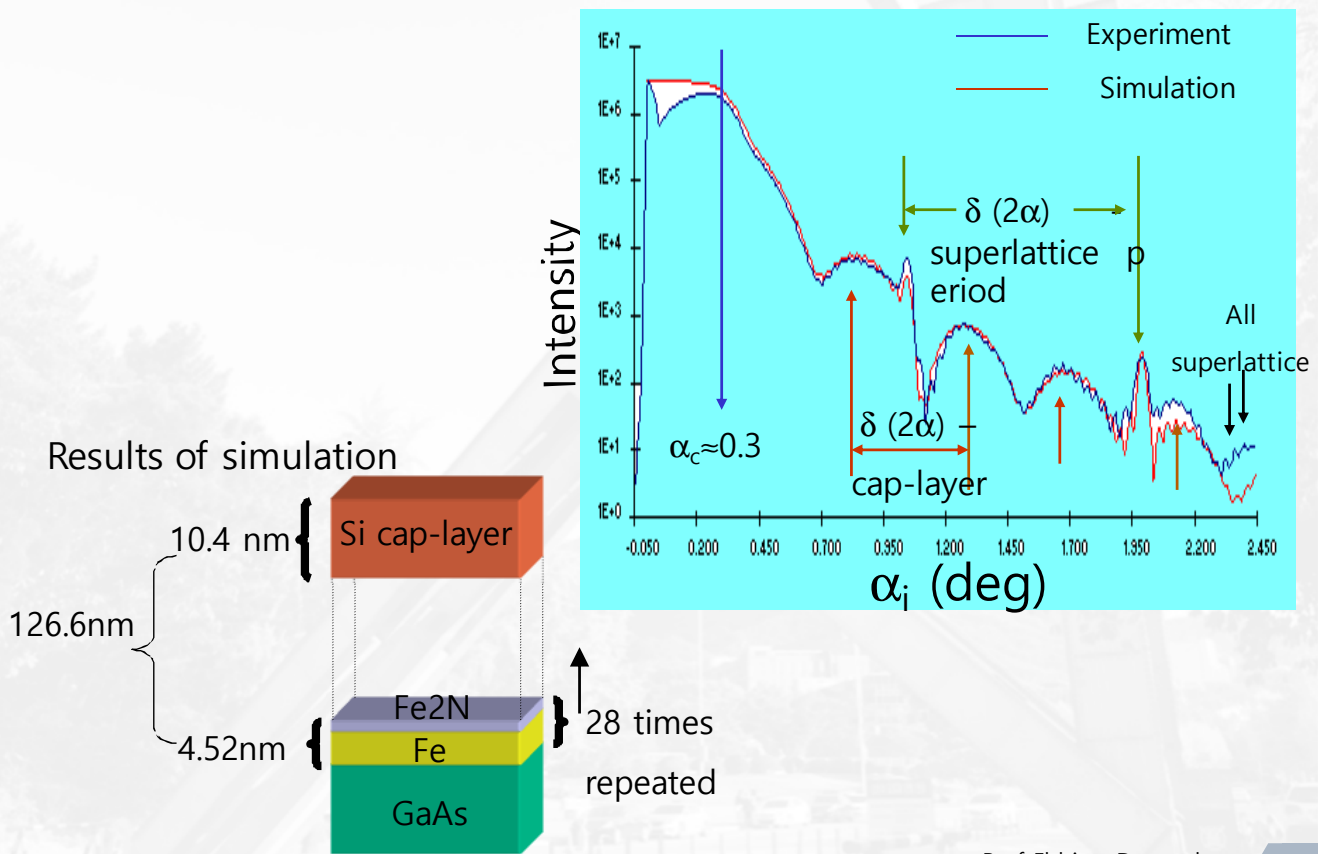 Experiment
Simulation
1E+7
1E+6
1E+5
1E+4
1E+3
1E+2
1E+1
1E+0
Intensity
δ (2α)
superlattice p
eriod
All
superlattice
αc≈0.3
δ (2α) –
cap-layer
-0.050 0.200 0.450 0.700 0.950 1.200 1.450 1.700 1.950 2.200 2.450
αi (deg)
Results of simulation
10.4 nm
Si cap-layer
126.6nm
Fe2N
4.52nm
Fe
28 times
repeated
GaAs